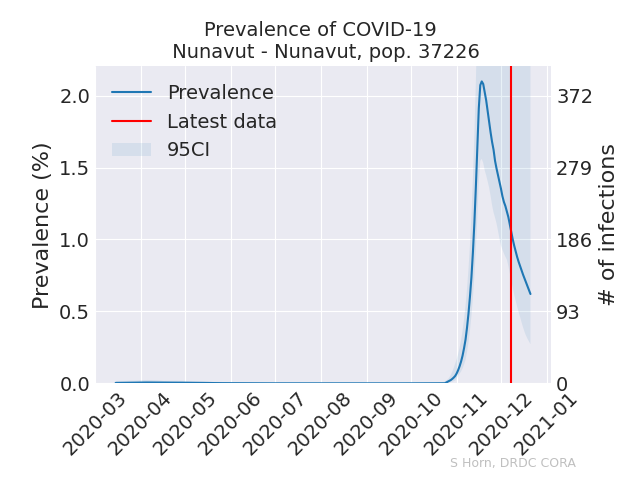 Prevalence of COVID-19
Nunavut - Nunavut, pop. 37226
Prevalence
Latest data
95CI
Prevalence (%)
2.0
1.5
1.0
0.5
0.0
# of infections
372
279
186
93
0
2020-03
2020-04
2020-05
2020-06
2020-07
2020-08
2020-09
2020-10
2020-11
2020-12
2021-01
S Horn, DRDC CORA